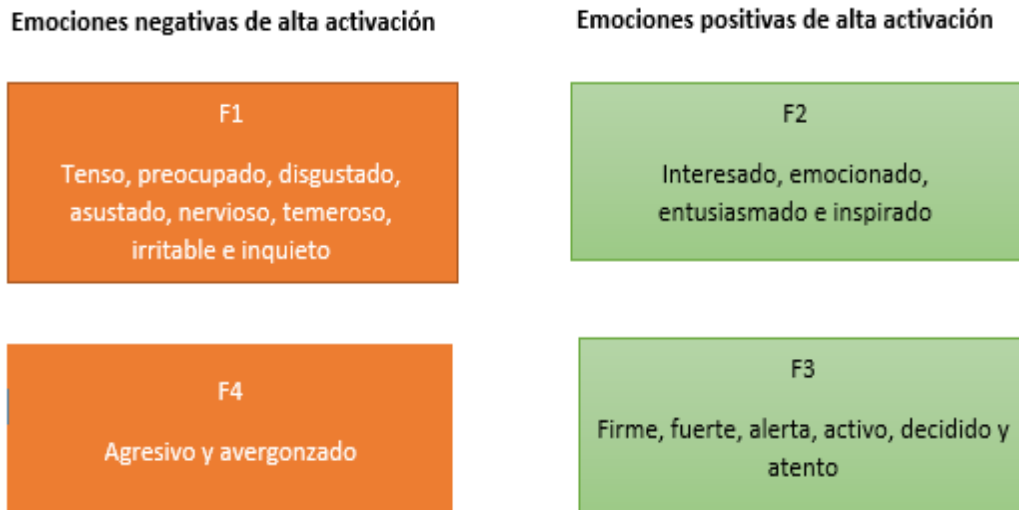 Emociones negativas de alta activación
Emociones positivas de alta activación
F1
Tenso, preocupado, disgustado,
asustado, nervioso, temeroso,
irritable e inquieto
F2
Interesado, emocionado,
entusiasmado e inspirado
F4
Agresivo y avergonzado
F3
Firme, fuerte, alerta, activo, decidido y
atento